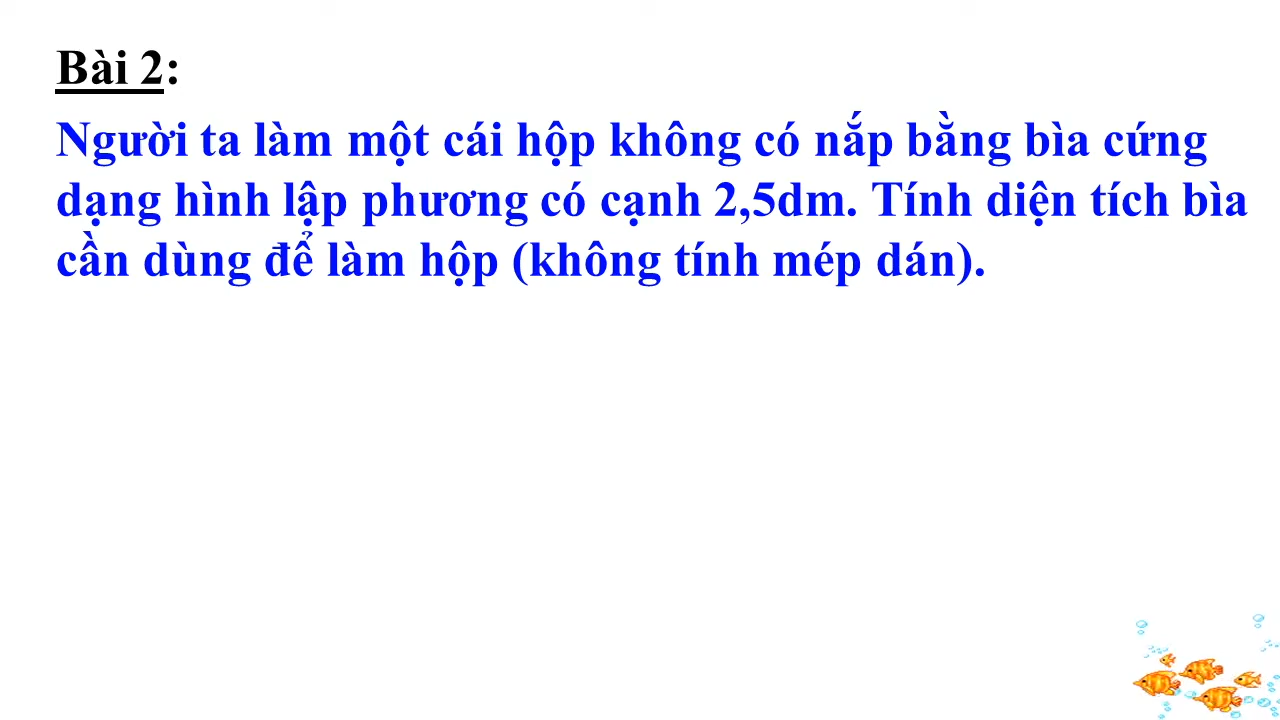 Bài 2:
Người ta làm một cái hộp không có nắp bằng bìa cứng
dạng hình lập phương có cạnh 2,5dm. Tính diện tích bìa
cần dùng để làm hộp (không tính mép dán).